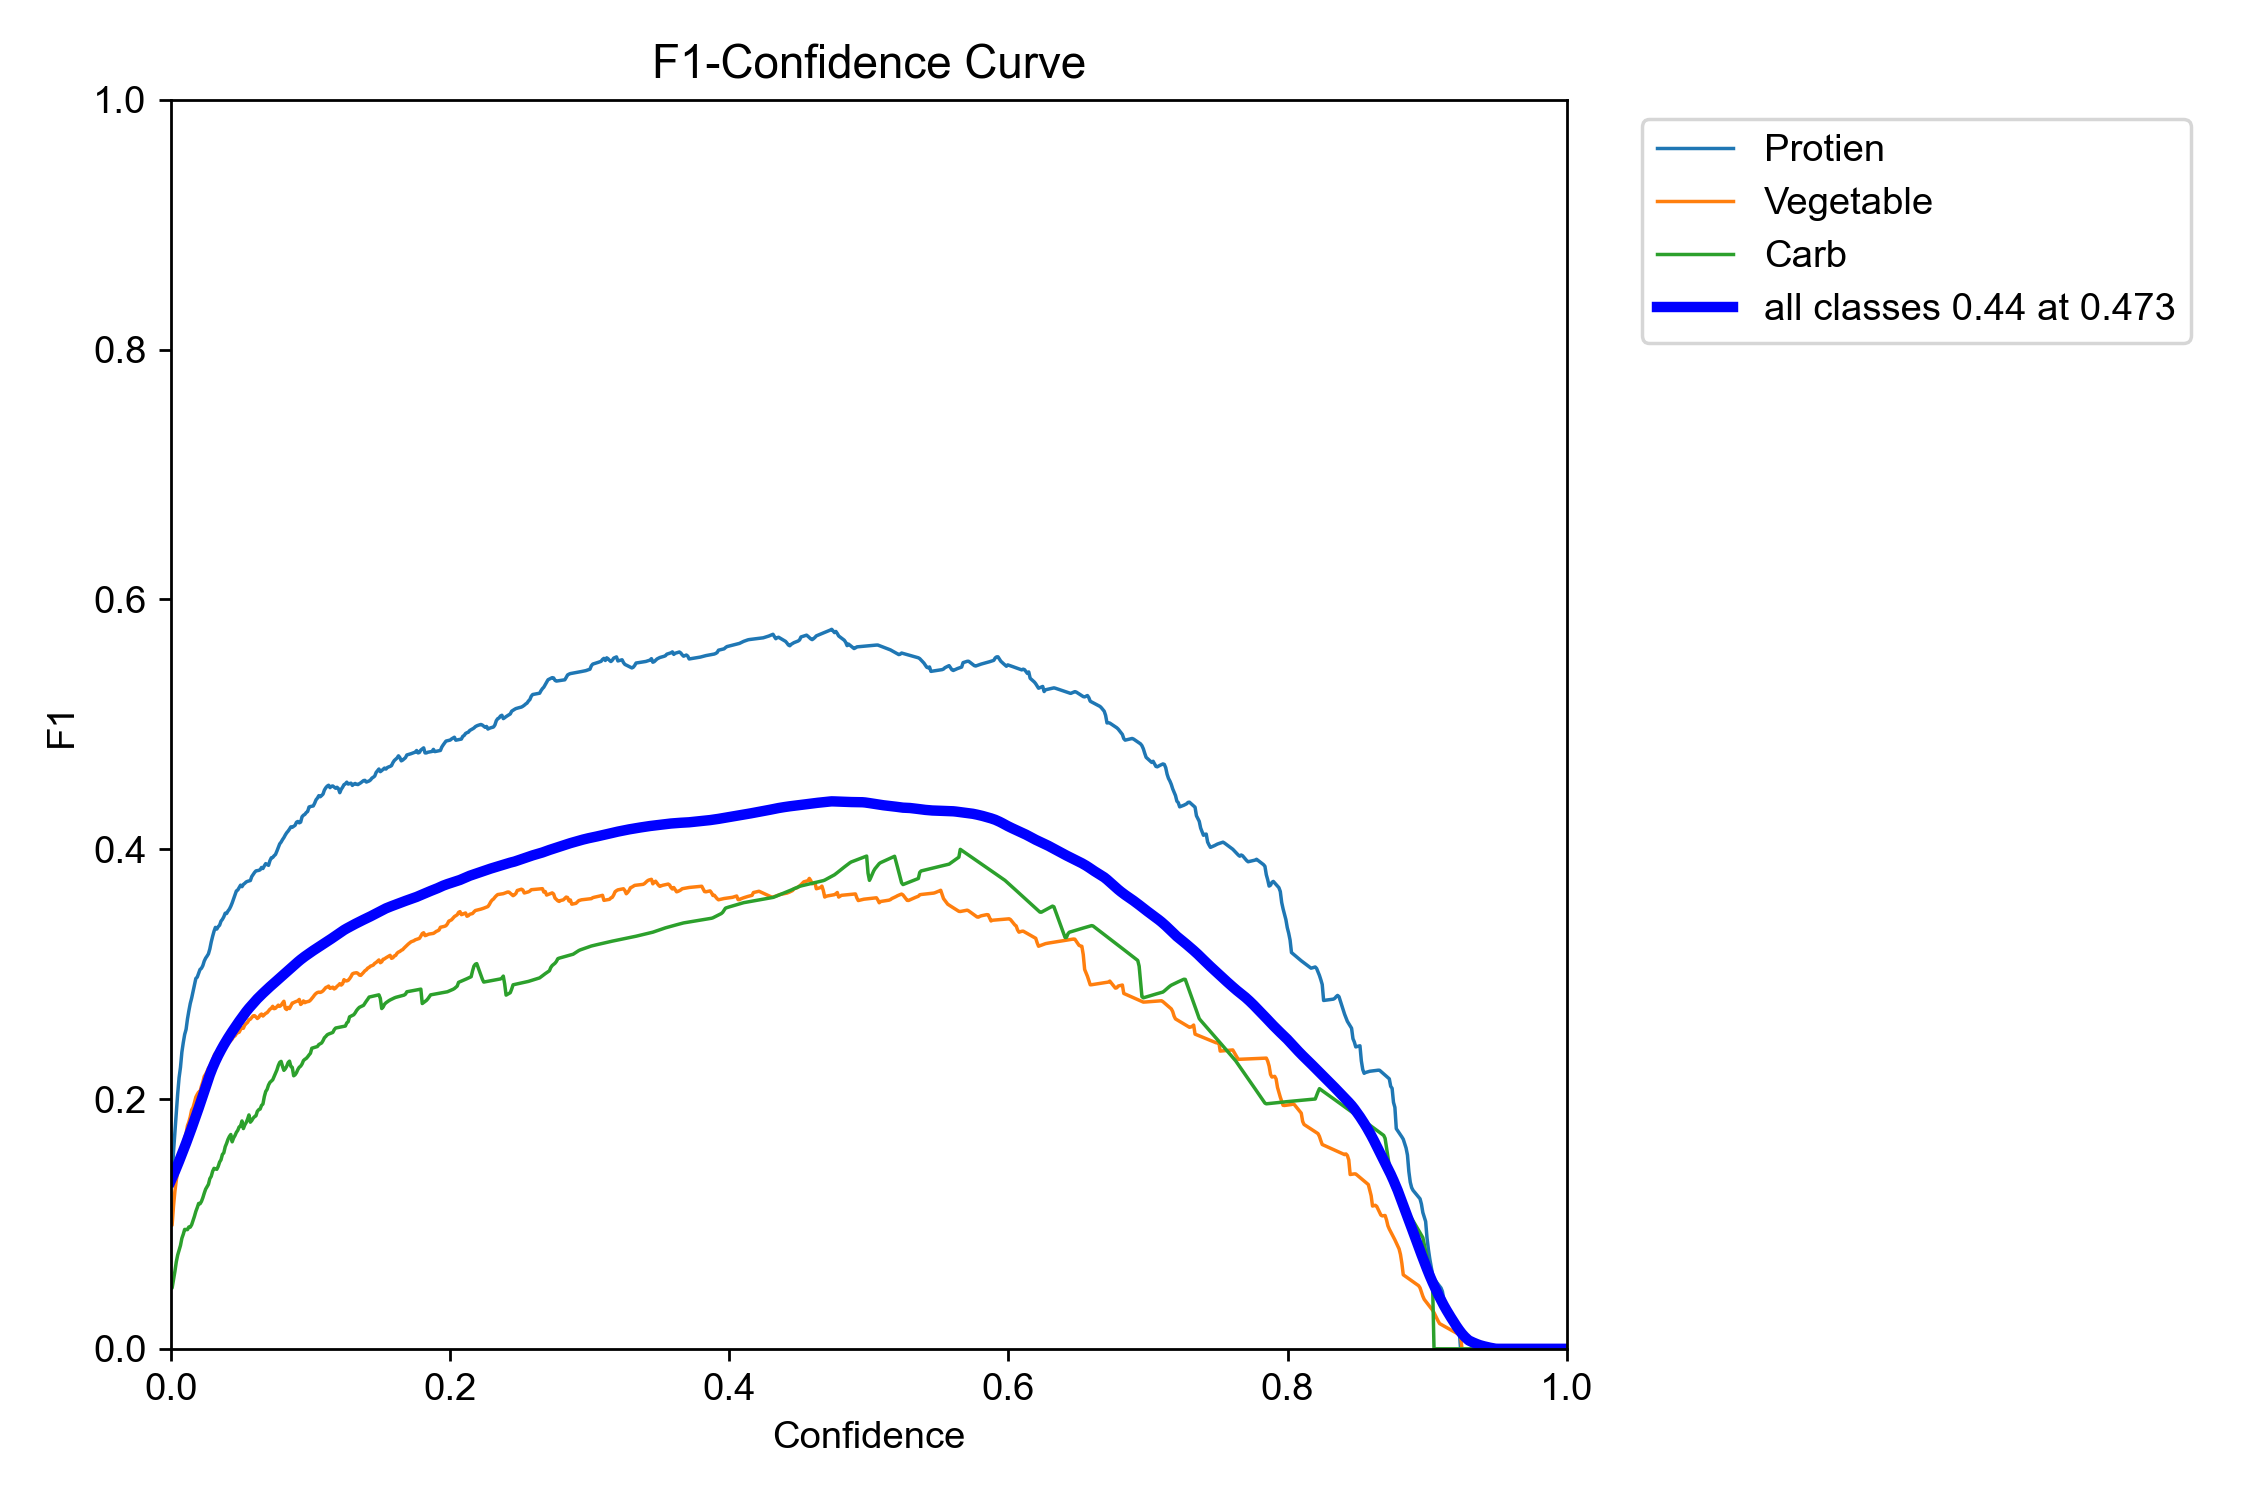 F1-Confidence Curve
1.0
0.8
0.6
0.4
0.2
0.0
F1
0.0 0.2 0.4 0.6 0.8 1.0
Confidence
Protien
Vegetable
Carb
all classes 0.44 at 0.473